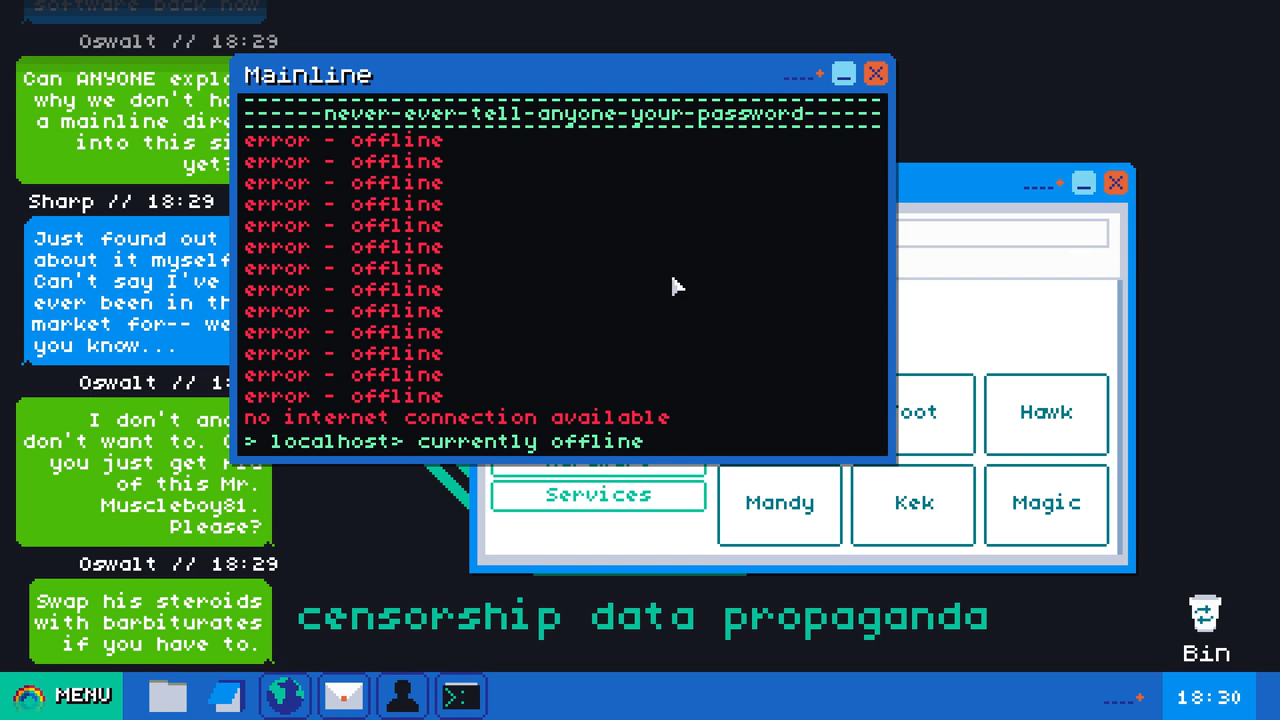 software back now
Oswalt // 18:29
Can ANYONE expla
why we don't ha
a mainline dire
into this si
yet?
Sharp // 18:29
Just found out
about it myself
Can't say I've
ever been in th
market for-- we
you know...
Oswalt // 1
I don't and
don't want to.
you just get rid
of this Mr.
Muscleboy81.
Please?
Oswalt // 18:29
Swap his steroids
with barbiturates
if you have to.
Mainline
------never-ever-tell-anyone-your-password------
error - offline
error - offline
error - offline
error - offline
error - offline
error - offline
error - offline
error - offline
error - offline
error - offline
error - offline
error - offline
error - offline
no internet connection available
> localhost> currently offline
oot
Hawk
Services
Mandy
Kek
Magic
censorship data propaganda
Bin
MENU
18:30